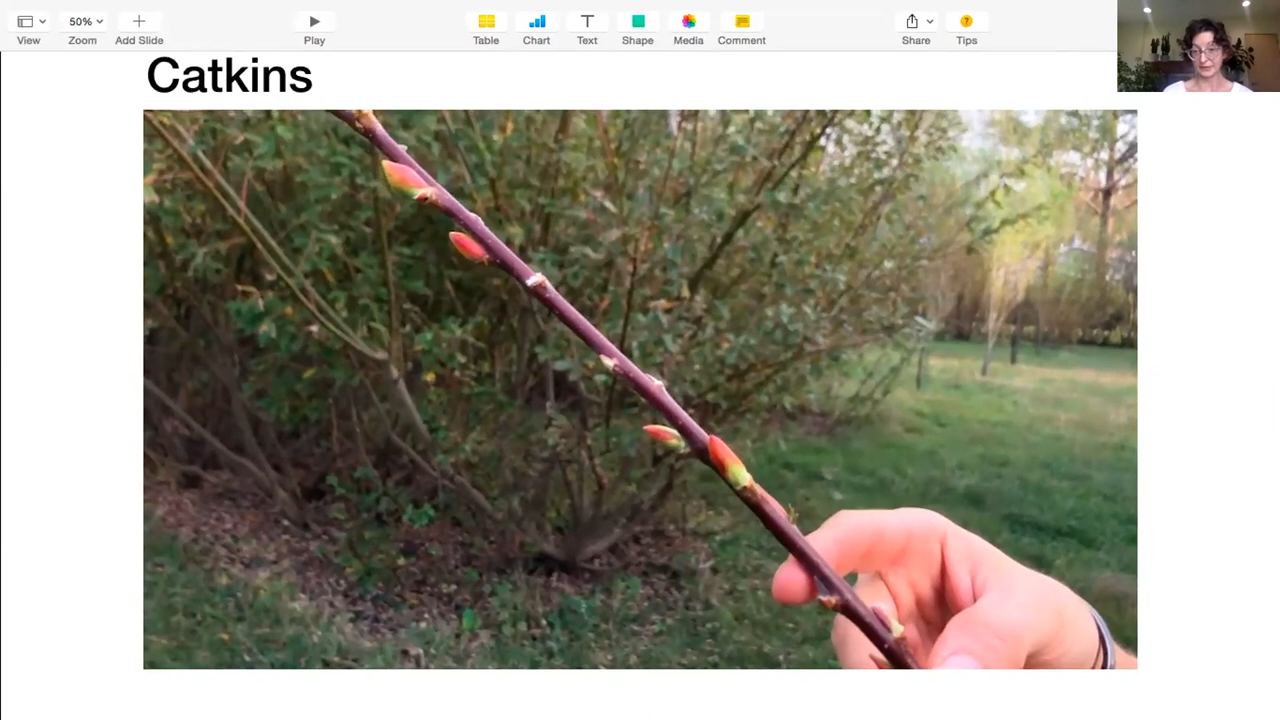 50%
View
Zoom
Add Slide
Play
Table
Chart
Text
Shape
Media
Comment
Share
Tips
Catkins